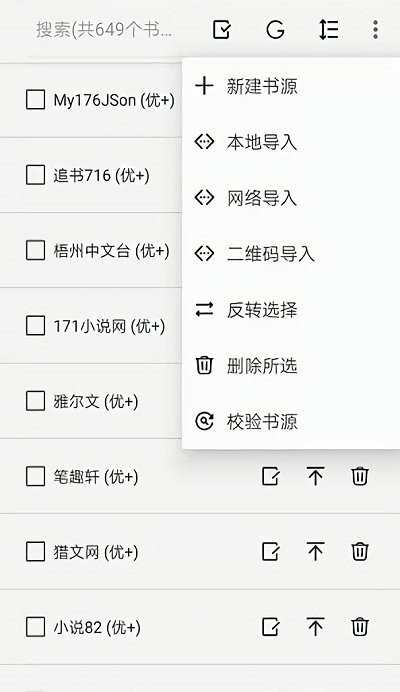 搜索(共649个书...
My176JSon (优+)
新建书源
本地导入
追书716 (优+)
网络导入
梧州中文台 (优+)
二维码导入
171小说网 (优+)
反转选择
删除所选
雅尔文 (优+)
校验书源
笔趣轩 (优+)
猎文网 (优+)
小说82 (优+)